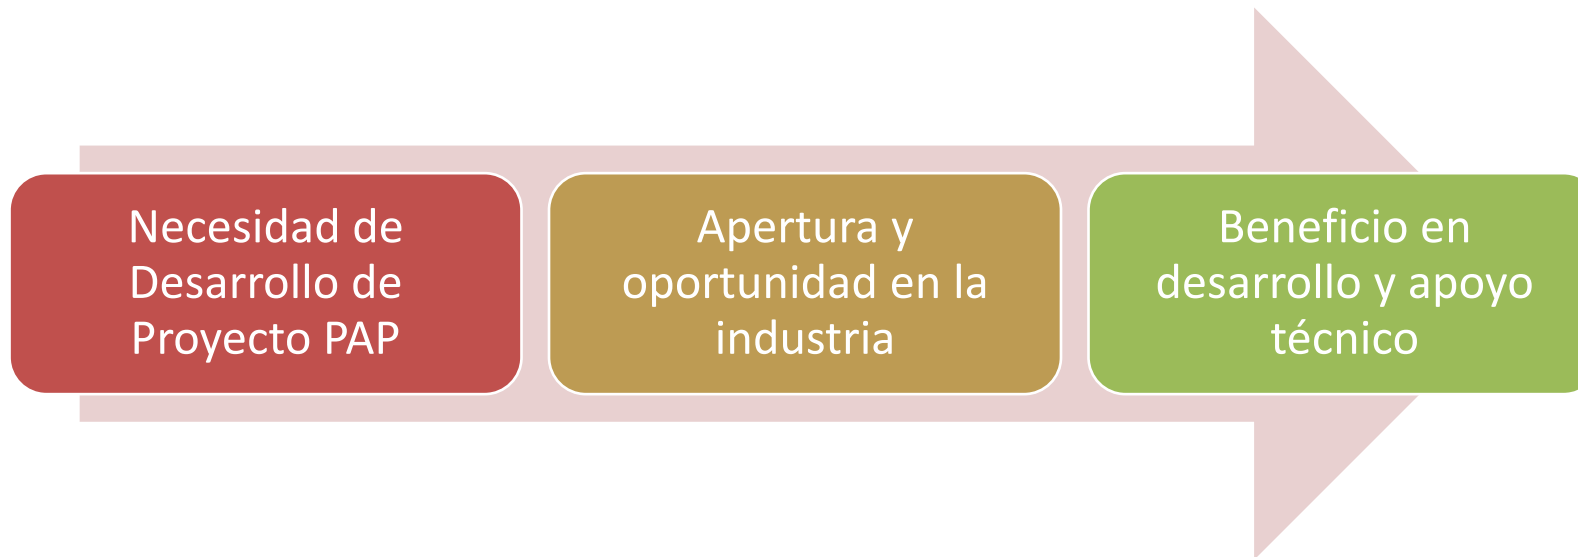 Necesidad de
Desarrollo de
Proyecto PAP
Apertura y
oportunidad en la
industria
Beneficio en
desarrollo y apoyo
técnico